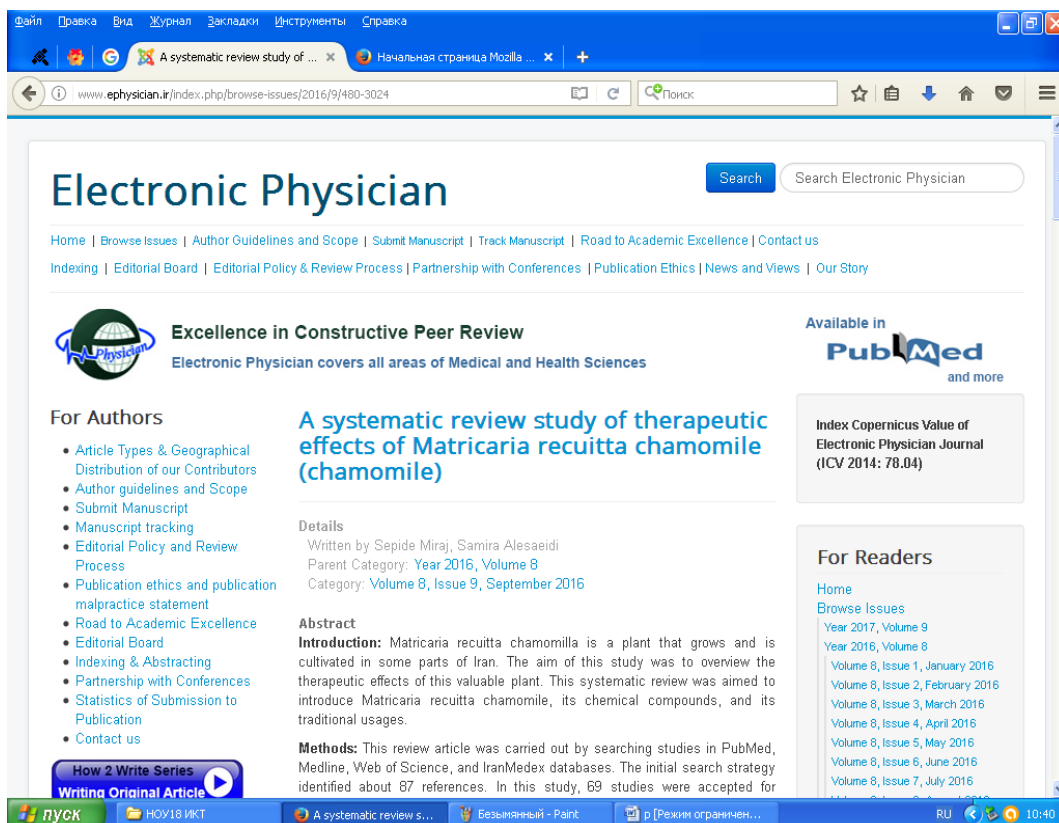 Файл Правка Вид Журнал Закладки Инструменты Справка
A systematic review study of ... × Начальная страница Mozilla ... × +
www.ephysician.ir/index.php/browse-issues/2016/9/480-3024 Поиск
Electronic Physician
Search Search Electronic Physician
Home | Browse Issues | Author Guidelines and Scope | Submit Manuscript | Track Manuscript | Road to Academic Excellence | Contact us
Indexing | Editorial Board | Editorial Policy & Review Process | Partnership with Conferences | Publication Ethics | News and Views | Our Story
Physician
Excellence in Constructive Peer Review
Electronic Physician covers all areas of Medical and Health Sciences
Available in
PubMed
and more
For Authors
Article Types & Geographical
Distribution of our Contributors
Author guidelines and Scope
Submit Manuscript
Manuscript tracking
Editorial Policy and Review
Process
Publication ethics and publication
malpractice statement
Road to Academic Excellence
Editorial Board
Indexing & Abstracting
Partnership with Conferences
Statistics of Submission to
Publication
Contact us
How 2 Write Series
Writing Original Article
A systematic review study of therapeutic
effects of Matricaria recuitta chamomile
(chamomile)
Details
Written by Sepide Miraj, Samira Alesaeidi
Parent Category: Year 2016, Volume 8
Category: Volume 8, Issue 9, September 2016
Abstract
Introduction: Matricaria recuitta chamomilla is a plant that grows and is
cultivated in some parts of Iran. The aim of this study was to overview the
therapeutic effects of this valuable plant. This systematic review was aimed to
introduce Matricaria recuitta chamomile, its chemical compounds, and its
traditional usages.
Methods: This review article was carried out by searching studies in PubMed,
Medline, Web of Science, and IranMedex databases. The initial search strategy
identified about 87 references. In this study, 69 studies were accepted for
Index Copernicus Value of
Electronic Physician Journal
(ICV 2014: 78.04)
For Readers
Home
Browse Issues
Year 2017, Volume 9
Year 2016, Volume 8
Volume 8, Issue 1, January 2016
Volume 8, Issue 2, February 2016
Volume 8, Issue 3, March 2016
Volume 8, Issue 4, April 2016
Volume 8, Issue 5, May 2016
Volume 8, Issue 6, June 2016
Volume 8, Issue 7, July 2016
пуск НОУ18 ИКТ A systematic review s... Безымянный - Paint p [Режим ограничен... RU 10:40